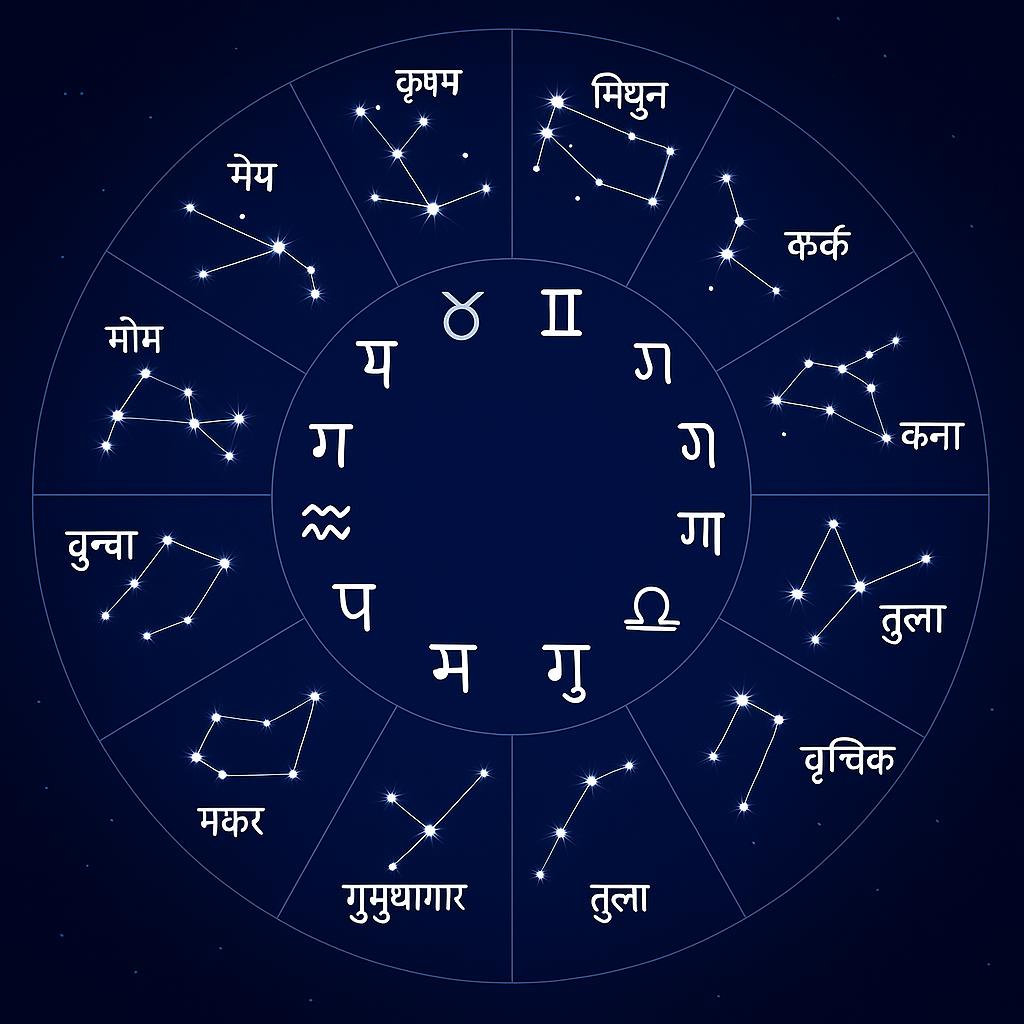 कृषम
मिथुन
कर्क
कना
तुला
वृच्चिक
तुला
गुमुथागार
मकर
वुन्चा
मोम
मेय
♉
♊
ग
ग
गा
♎
गु
म
प
♒
ग
य